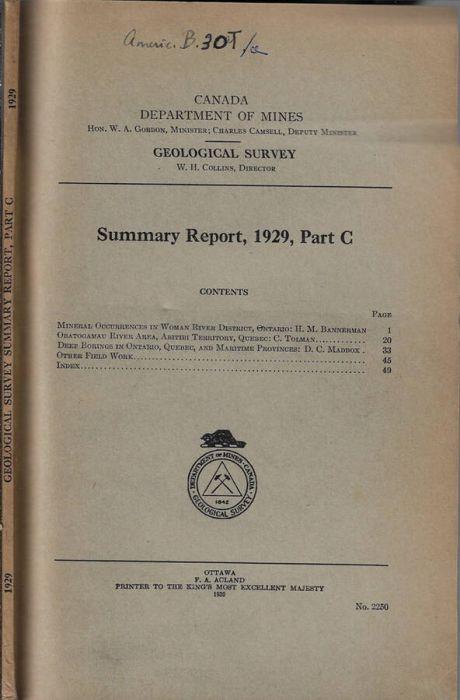 Americ. B. 30T
CANADA
DEPARTMENT OF MINES
HON. W. A. GORDON, MINISTER; CHARLES CAMSELL, DEPUTY MINISTER
GEOLOGICAL SURVEY
W. H. COLLINS, DIRECTOR
Summary Report, 1929, Part C
CONTENTS
PAGE
MINERAL OCCURRENCES IN WOMAN RIVER DISTRICT, ONTARIO: H. M. BANNERMAN 1
OBATOGAMAU RIVER AREA, ABITIBI TERRITORY, QUEBEC: C. TOLMAN............ 20
DEEP BORINGS IN ONTARIO, QUEBEC, AND MARITIME PROVINCES: D. C. MADDOX . 33
OTHER FIELD WORK.................................................. 45
INDEX.................................................. 49
DEPARTMENT OF MINES · CANADA
1842
GEOLOGICAL SURVEY
OTTAWA
F. A. ACLAND
PRINTER TO THE KING'S MOST EXCELLENT MAJESTY
1930
No. 2250
1929
GEOLOGICAL SURVEY SUMMARY REPORT, PART C
1929